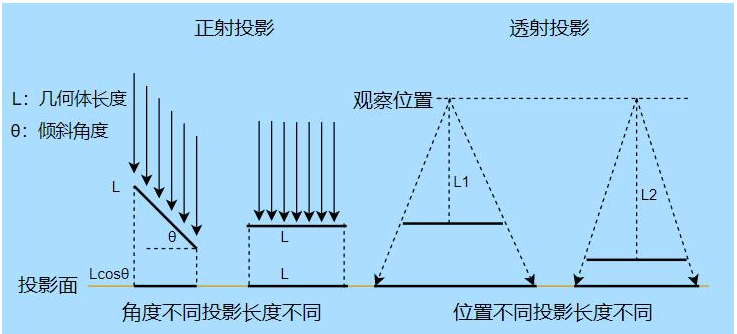 正射投影
透射投影
L：几何体长度
θ：倾斜角度
观察位置
L
θ
L
L1
L2
Lcosθ
L
投影面
角度不同投影长度不同
位置不同投影长度不同